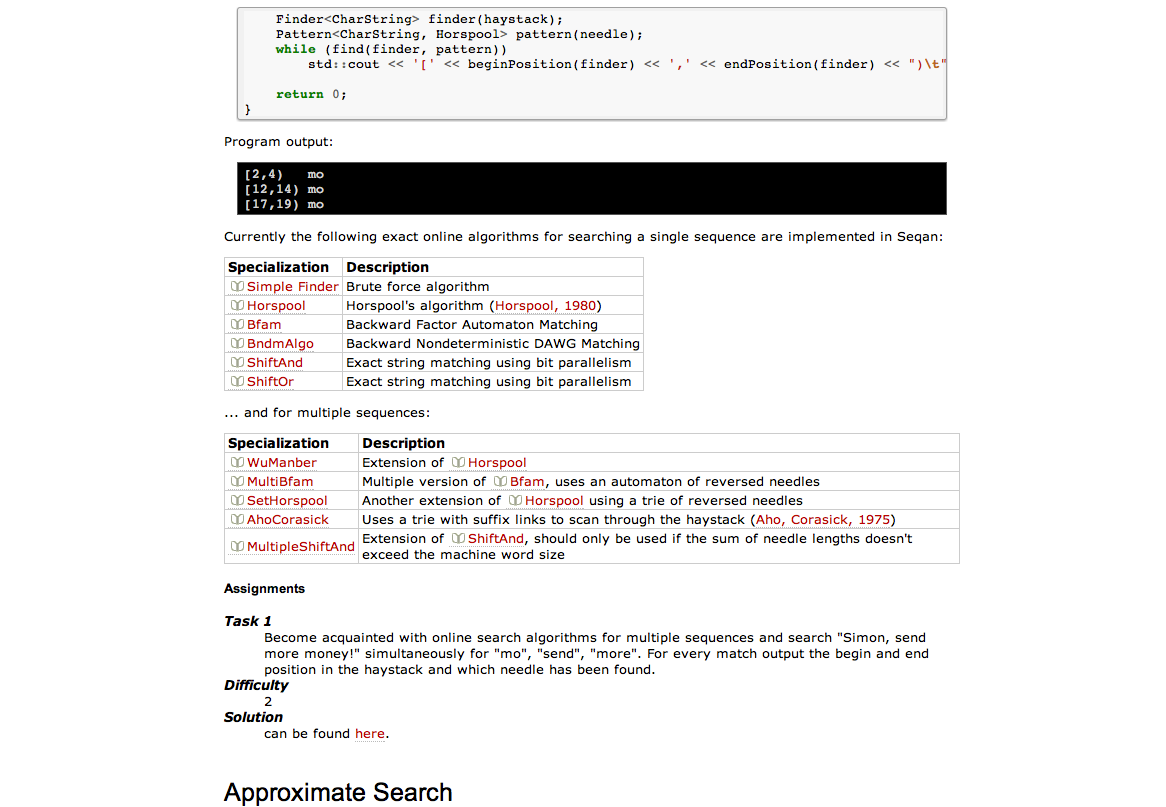 Finder<CharString> finder(haystack);
Pattern<CharString, Horspool> pattern(needle);
while (find(finder, pattern))
std::cout << '[' << beginPosition(finder) << ',' << endPosition(finder) << ")\t"
return 0;
}
Program output:
[2,4) mo
[12,14) mo
[17,19) mo
Currently the following exact online algorithms for searching a single sequence are implemented in Seqan:
Specialization Description
Simple Finder Brute force algorithm
Horspool Horspool's algorithm (Horspool, 1980)
Bfam Backward Factor Automaton Matching
BndmAlgo Backward Nondeterministic DAWG Matching
ShiftAnd Exact string matching using bit parallelism
ShiftOr Exact string matching using bit parallelism
... and for multiple sequences:
Specialization Description
WuManber Extension of Horspool
MultiBfam Multiple version of Bfam, uses an automaton of reversed needles
SetHorspool Another extension of Horspool using a trie of reversed needles
AhoCorasick Uses a trie with suffix links to scan through the haystack (Aho, Corasick, 1975)
MultipleShiftAnd Extension of ShiftAnd, should only be used if the sum of needle lengths doesn't
exceed the machine word size
Assignments
Task 1
Become acquainted with online search algorithms for multiple sequences and search "Simon, send
more money!" simultaneously for "mo", "send", "more". For every match output the begin and end
position in the haystack and which needle has been found.
Difficulty
2
Solution
can be found here.
Approximate Search